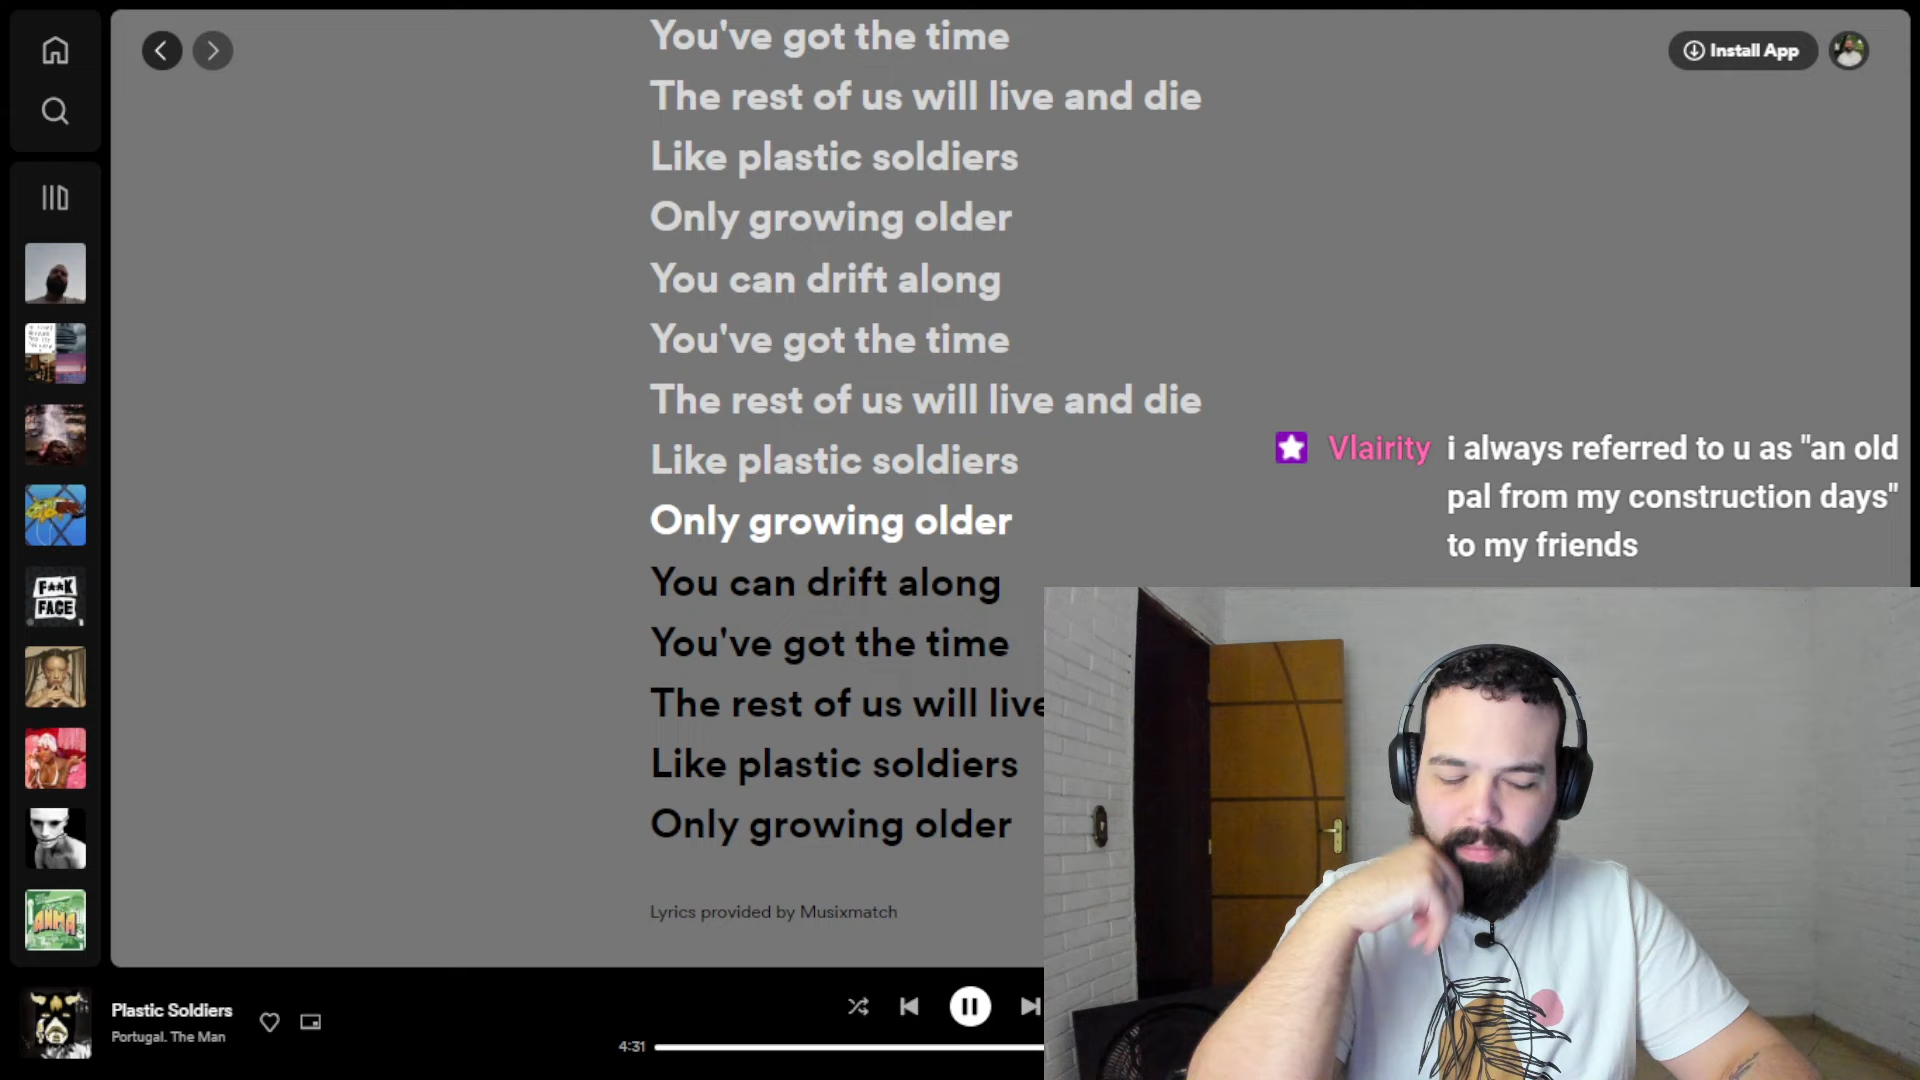 You've got the time
Install App
The rest of us will live and die
Like plastic soldiers
Only growing older
You can drift along
You've got the time
The rest of us will live and die
Like plastic soldiers
Vlairity i always referred to u as "an old
pal from my construction days"
to my friends
Only growing older
You can drift along
F**K
FACE
You've got the time
The rest of us will live
Like plastic soldiers
Only growing older
Lyrics provided by Musixmatch
Plastic Soldiers
Portugal. The Man
4:31